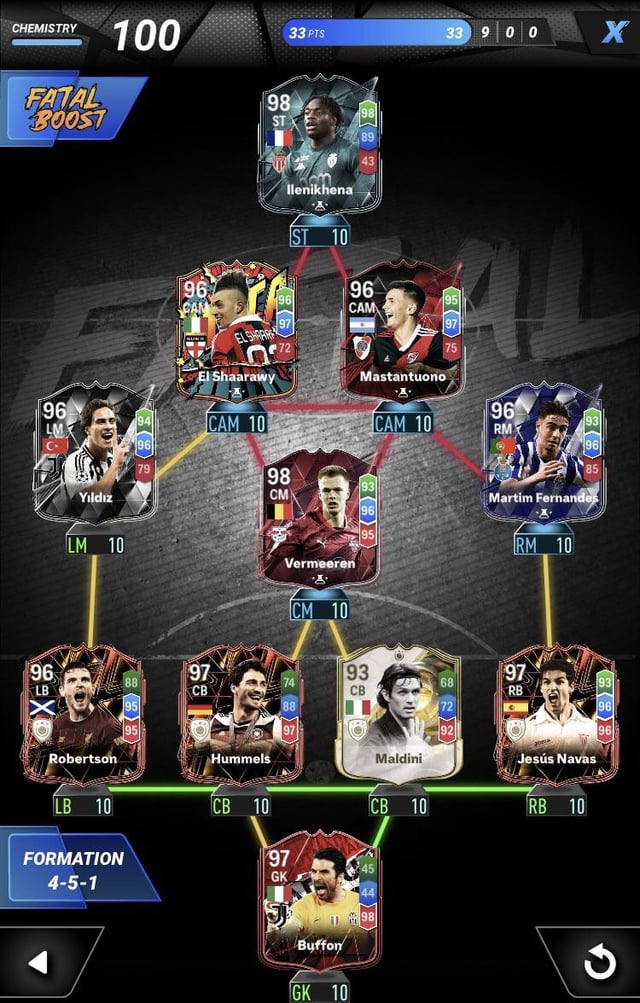 CHEMISTRY 100
33 PTS 33 9 0 0
X
FATAL
BOOST
98
ST
98
89
43
Ilenikhena
ST 10
96
CAM
96
97
72
EL SHAARAWY
El Shaarawy
CAM 10
96
CAM
95
97
75
Mastantuono
CAM 10
96
LM
94
96
79
Yıldız
LM 10
98
CM
93
96
95
Vermeeren
CM 10
96
RM
93
96
85
Martim Fernandes
RM 10
96
LB
88
95
95
Robertson
LB 10
97
CB
74
88
97
Hummels
CB 10
93
CB
68
72
92
Maldini
CB 10
97
RB
93
96
96
Jesús Navas
RB 10
FORMATION
4-5-1
97
GK
45
44
98
Buffon
GK 10